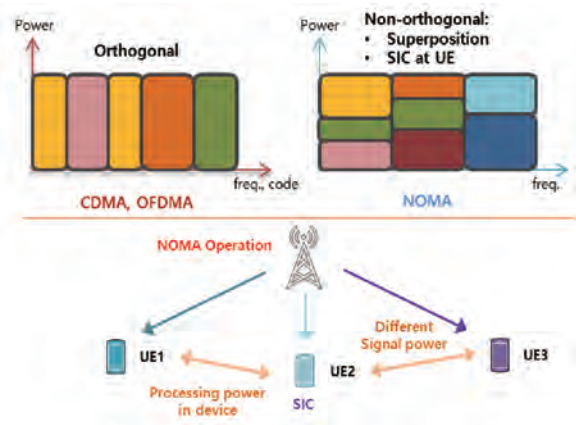 Power
Orthogonal
freq., code
CDMA, OFDMA
Power
Non-orthogonal:
• Superposition
• SIC at UE
freq.
NOMA
NOMA Operation
UE1
UE2
SIC
UE3
Different
Signal power
Processing power
in device